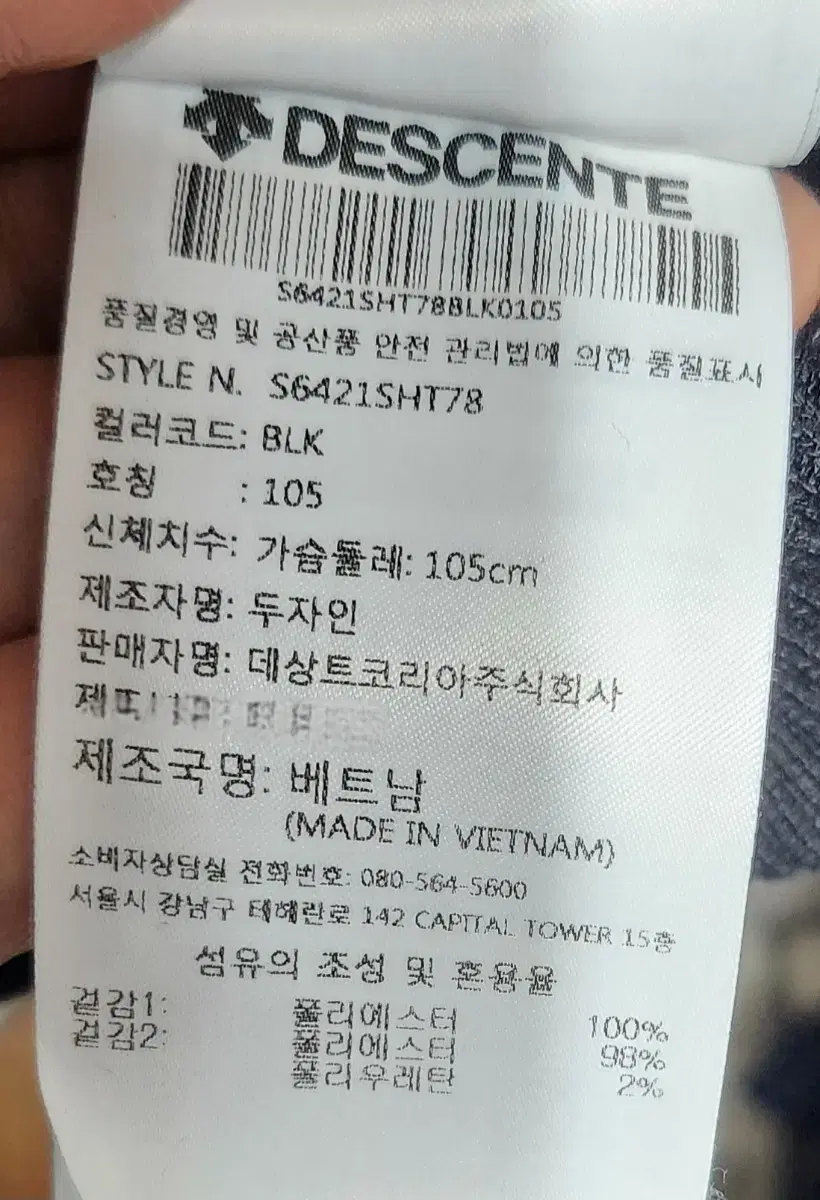 DESCENTE
S6421SHT78BLK0105
품질경영 및 공산품 안전 관리법에 의한 품질표시
STYLE N. S6421SHT78
컬러코드: BLK
호칭 : 105
신체치수: 가슴둘레: 105cm
제조자명: 두자인
판매자명: 데상트코리아주식회사
제조국명: 베트남
(MADE IN VIETNAM)
소비자상담실 전화번호: 080-564-5600
서울시 강남구 테헤란로 142 CAPITAL TOWER 15층
섬유의 조성 및 혼용율
겉감1: 폴리에스터 100%
겉감2: 폴리에스터 98%
폴리우레탄 2%